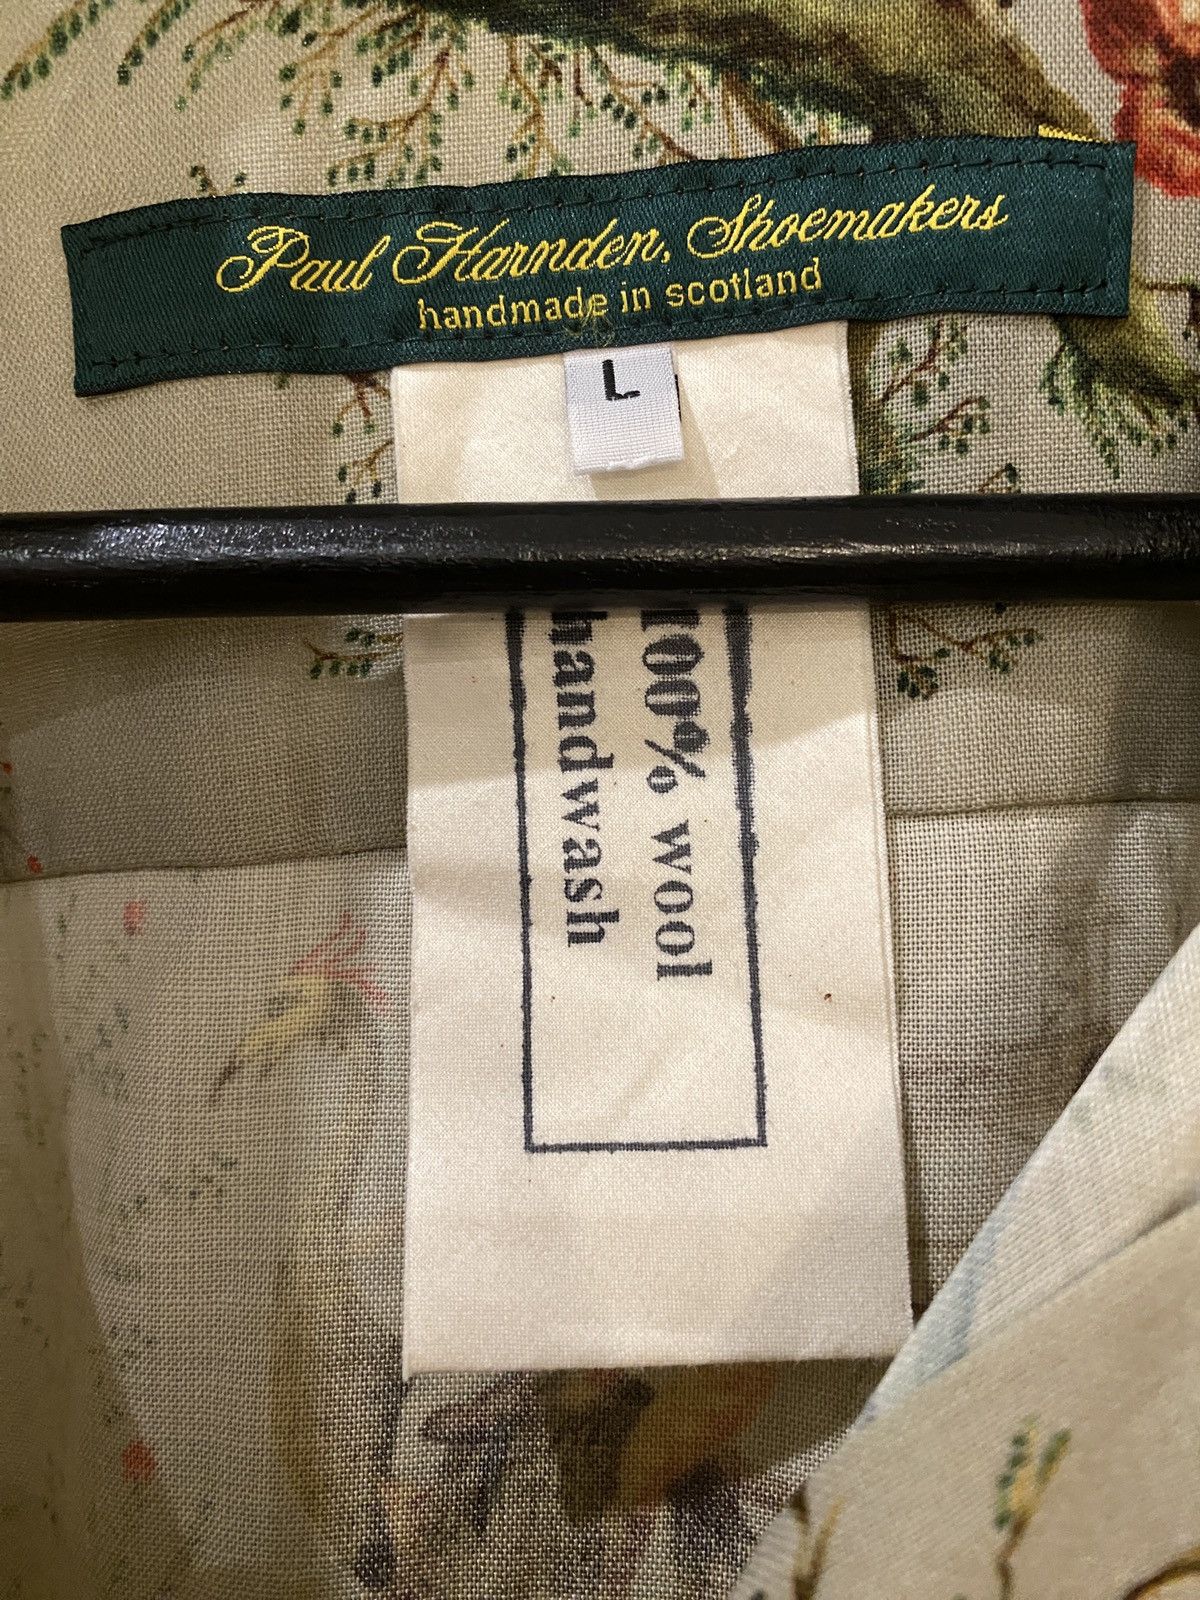 Paul Harnden, Shoemakers
handmade in scotland
L
100% wool
handwash